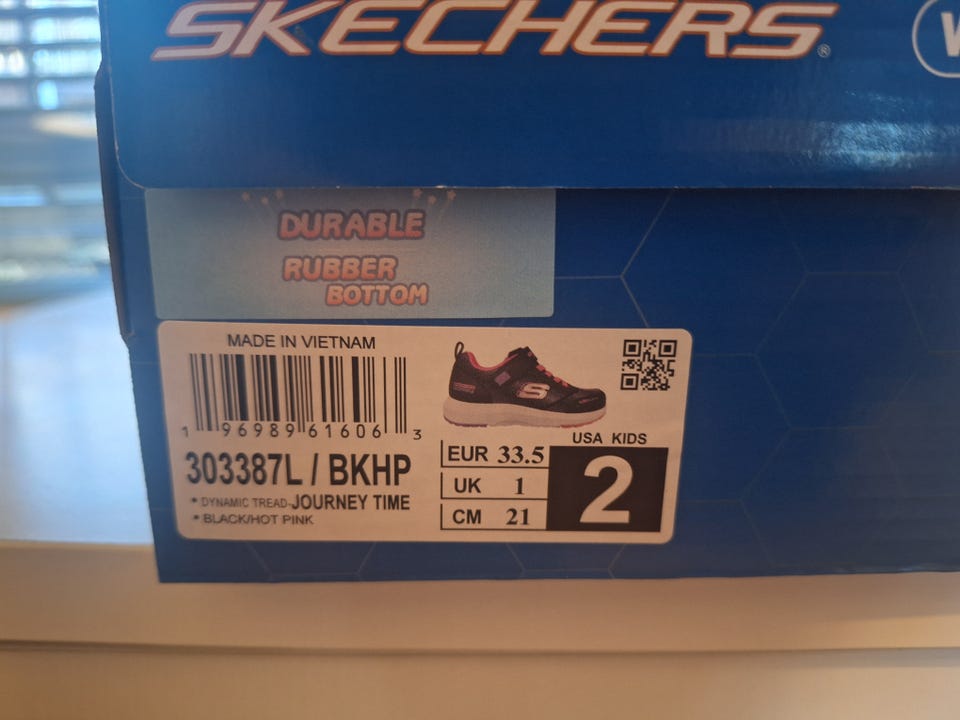 SKECHERS®
DURABLE
RUBBER
BOTTOM
MADE IN VIETNAM
1 96989 61606 3
303387L / BKHP
* DYNAMIC TREAD-JOURNEY TIME
* BLACK/HOT PINK
S
USA KIDS
EUR 33.5
UK 1
CM 21
2